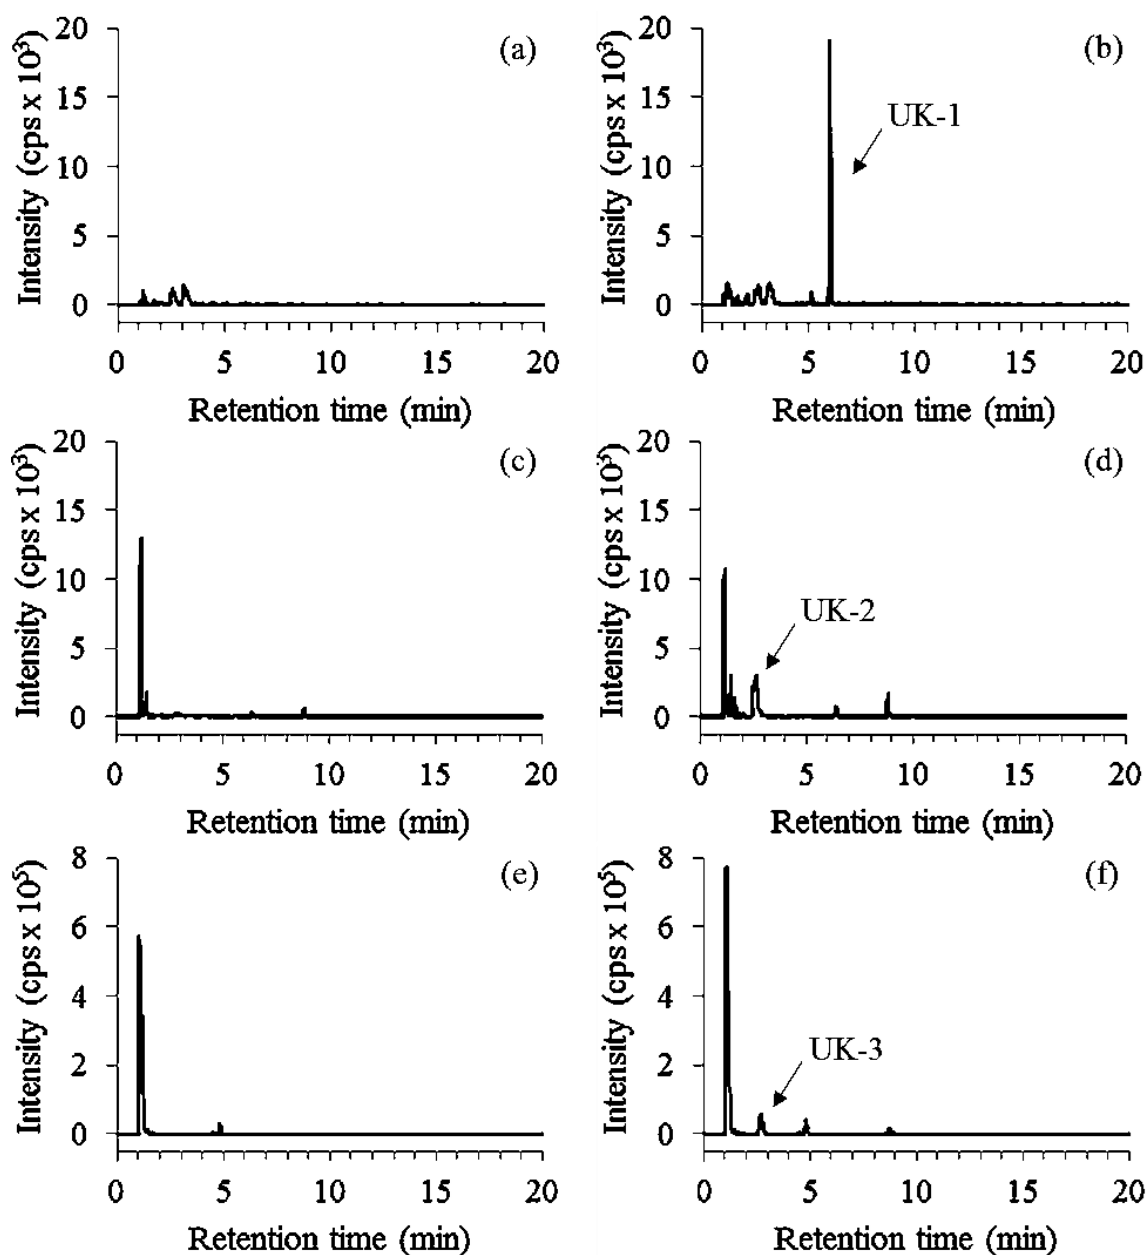 (a)
Intensity (cps x 10³)
20
15
10
5
0
0 5 10 15 20
Retention time (min)
(b)
UK-1
Intensity (cps x 10³)
20
15
10
5
0
0 5 10 15 20
Retention time (min)
(c)
Intensity (cps x 10³)
20
15
10
5
0
0 5 10 15 20
Retention time (min)
(d)
UK-2
Intensity (cps x 10³)
20
15
10
5
0
0 5 10 15 20
Retention time (min)
(e)
Intensity (cps x 10⁵)
8
6
4
2
0
0 5 10 15 20
Retention time (min)
(f)
UK-3
Intensity (cps x 10⁵)
8
6
4
2
0
0 5 10 15 20
Retention time (min)